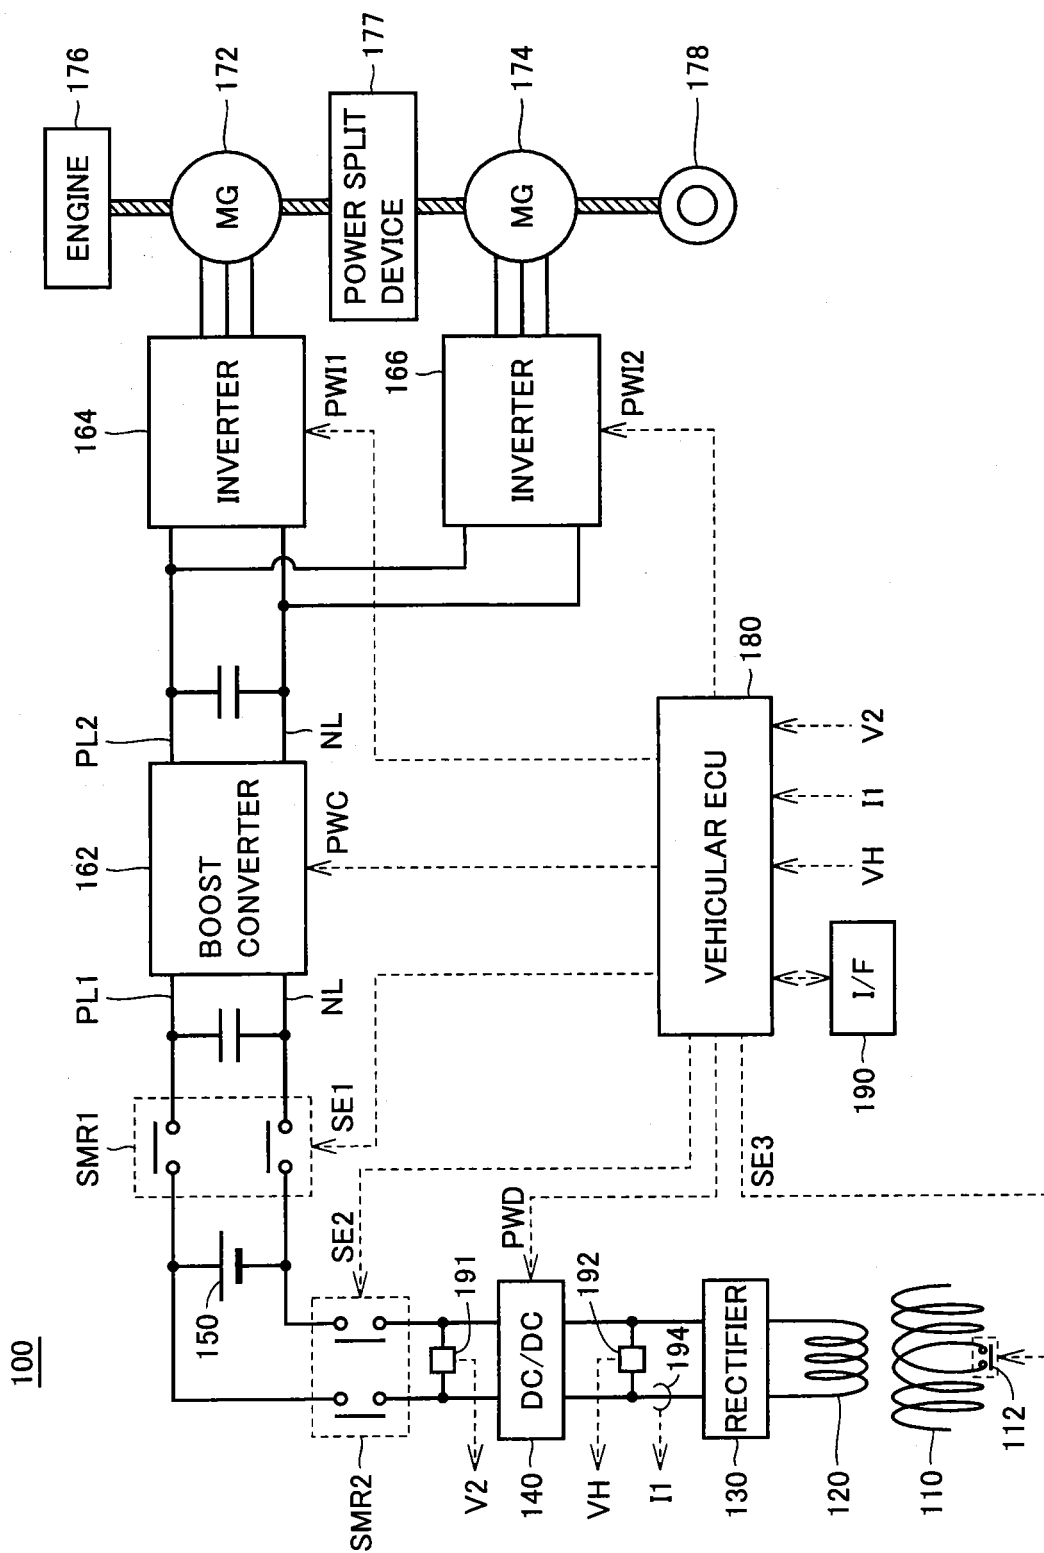 100
ENGINE
176
MG
172
177
POWER SPLIT
DEVICE
MG
174
178
164
INVERTER
PWI1
166
INVERTER
PWI2
PL2
NL
162
BOOST
CONVERTER
PWC
PL1
NL
SMR1
SE1
150
SE2
SMR2
191
V2
PWD
DC/DC
140
192
VH
194
I1
RECTIFIER
130
120
110
112
SE3
180
VEHICULAR ECU
V2
I1
VH
I/F
190